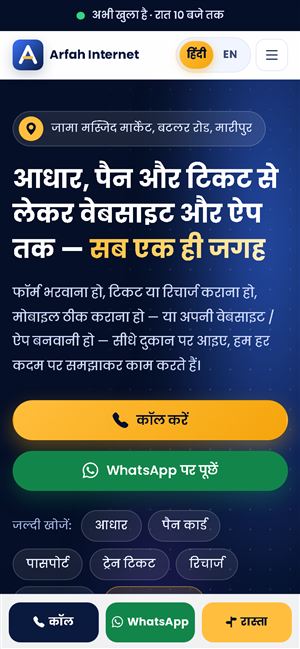 अभी खुला है · रात 10 बजे तक
Arfah Internet
हिंदी EN
जामा मस्जिद मार्केट, बटलर रोड, मारीपुर
आधार, पैन और टिकट से
लेकर वेबसाइट और ऐप
तक — सब एक ही जगह
फॉर्म भरवाना हो, टिकट या रिचार्ज कराना हो,
मोबाइल ठीक कराना हो — या अपनी वेबसाइट /
ऐप बनवानी हो — सीधे दुकान पर आइए, हम हर
कदम पर समझाकर काम करते हैं।
कॉल करें
WhatsApp पर पूछें
जल्दी खोजें: आधार पैन कार्ड
पासपोर्ट ट्रेन टिकट रिचार्ज
कॉल WhatsApp रास्ता